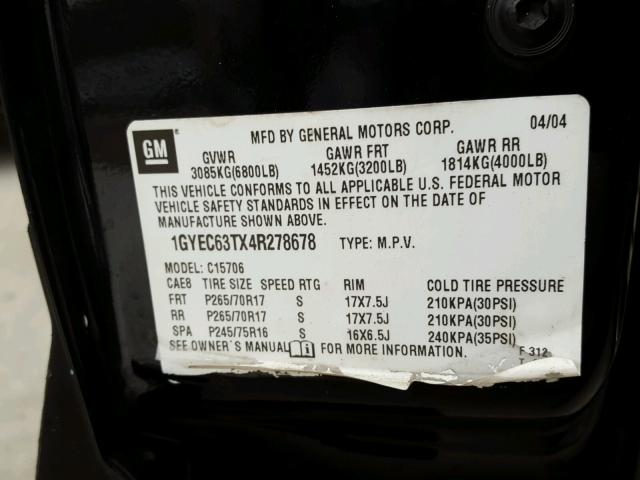 GM
MFD BY GENERAL MOTORS CORP. 04/04
GVWR GAWR FRT GAWR RR
3085KG(6800LB) 1452KG(3200LB) 1814KG(4000LB)
THIS VEHICLE CONFORMS TO ALL APPLICABLE U.S. FEDERAL MOTOR
VEHICLE SAFETY STANDARDS IN EFFECT ON THE DATE OF
MANUFACTURE SHOWN ABOVE.
1GYEC63TX4R278678 TYPE: M.P.V.
MODEL: C15706
CAE8 TIRE SIZE SPEED RTG RIM COLD TIRE PRESSURE
FRT P265/70R17 S 17X7.5J 210KPA(30PSI)
RR P265/70R17 S 17X7.5J 210KPA(30PSI)
SPA P245/75R16 S 16X6.5J 240KPA(35PSI)
SEE OWNER'S MANUAL FOR MORE INFORMATION.
F 312
T